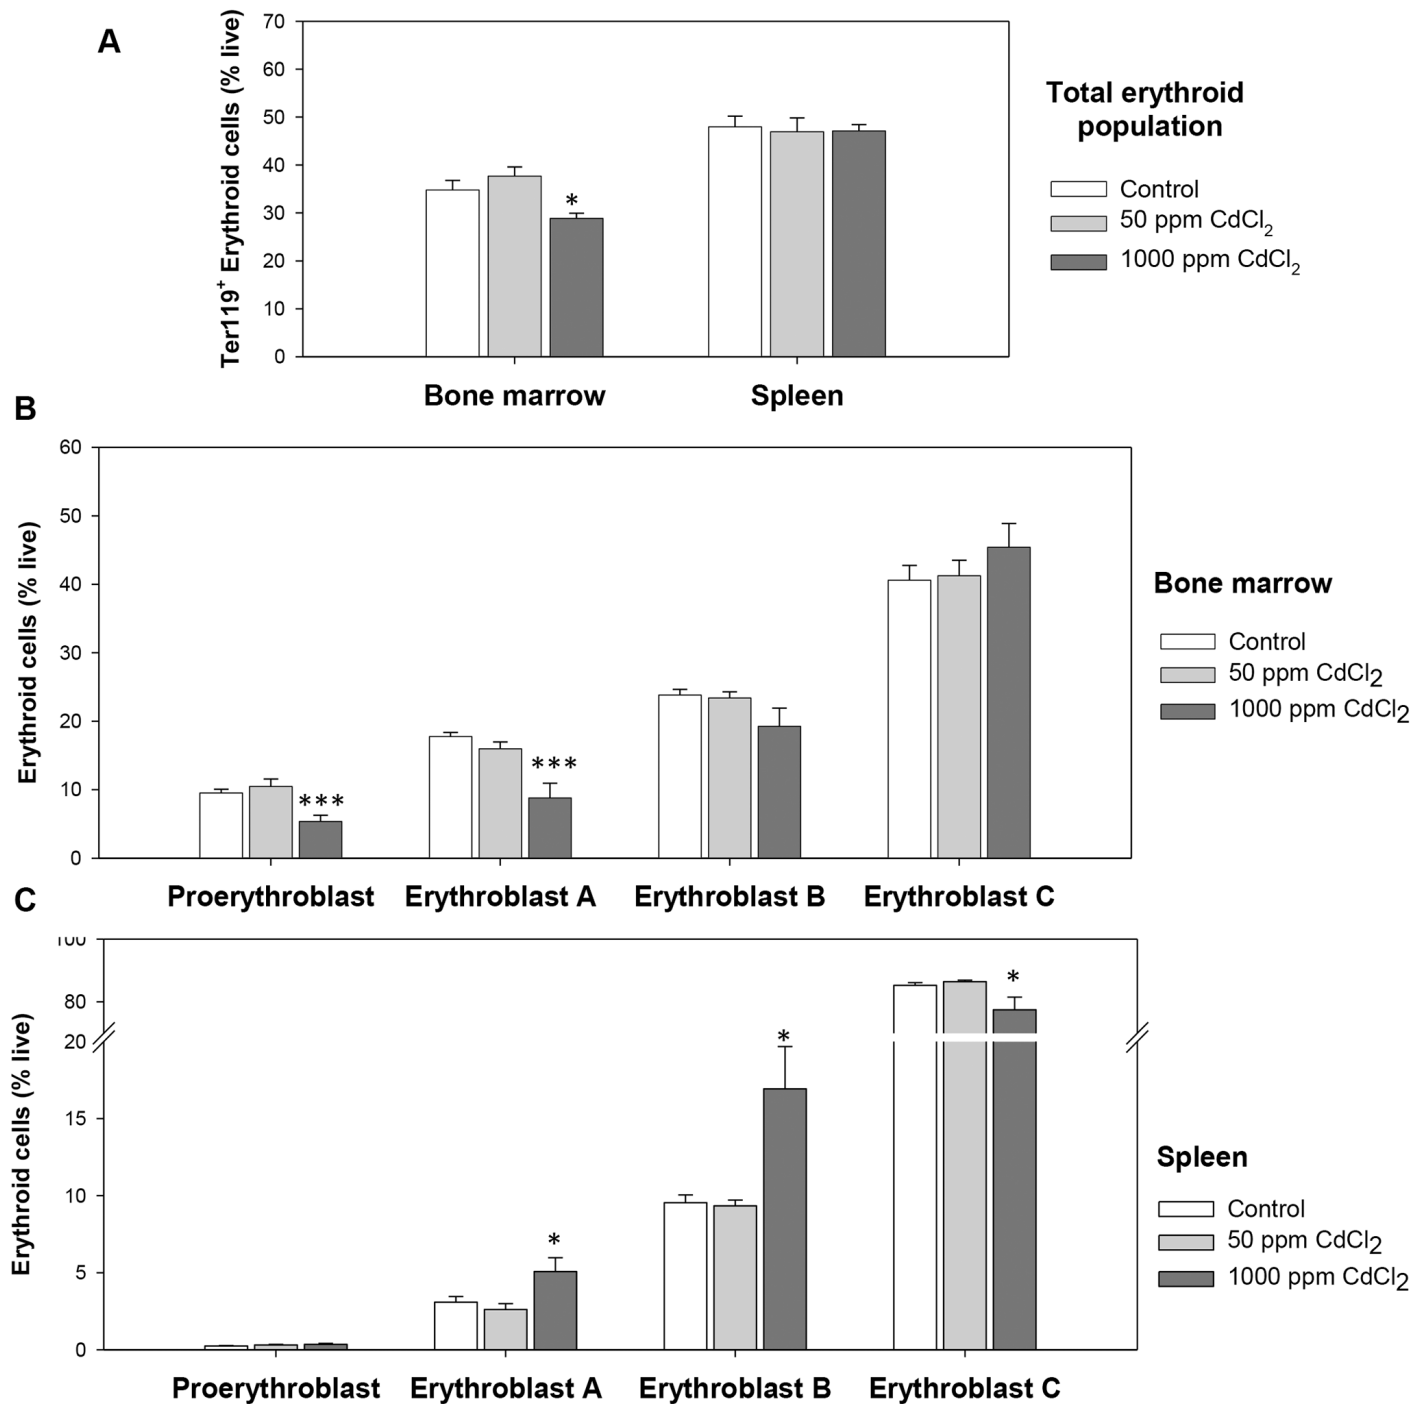 A
Ter119+ Erythroid cells (% live)
70
60
50
40
30
20
10
0
*
Bone marrow
Spleen
Total erythroid
population
Control
50 ppm CdCl2
1000 ppm CdCl2
B
Erythroid cells (% live)
60
50
40
30
20
10
0
***
***
Proerythroblast
Erythroblast A
Erythroblast B
Erythroblast C
Bone marrow
Control
50 ppm CdCl2
1000 ppm CdCl2
C
Erythroid cells (% live)
100
80
20
15
10
5
0
*
*
*
Proerythroblast
Erythroblast A
Erythroblast B
Erythroblast C
Spleen
Control
50 ppm CdCl2
1000 ppm CdCl2